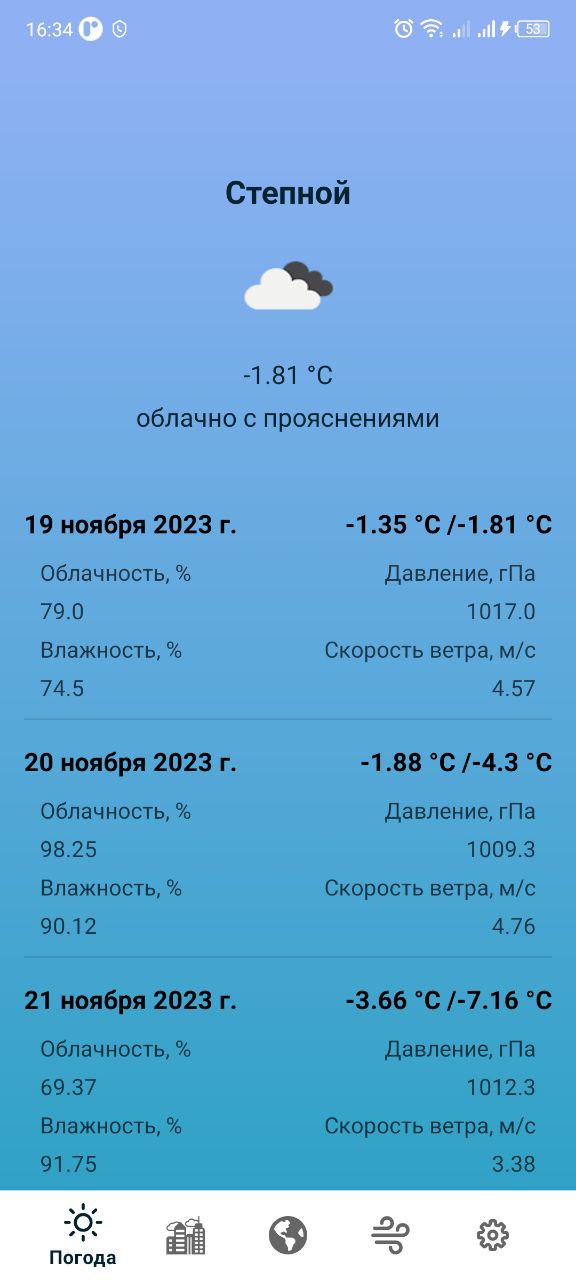 16:34 53
Степной
-1.81 °C
облачно с прояснениями
19 ноября 2023 г. -1.35 °C /-1.81 °C
Облачность, % Давление, гПа
79.0 1017.0
Влажность, % Скорость ветра, м/с
74.5 4.57
20 ноября 2023 г. -1.88 °C /-4.3 °C
Облачность, % Давление, гПа
98.25 1009.3
Влажность, % Скорость ветра, м/с
90.12 4.76
21 ноября 2023 г. -3.66 °C /-7.16 °C
Облачность, % Давление, гПа
69.37 1012.3
Влажность, % Скорость ветра, м/с
91.75 3.38
Погода